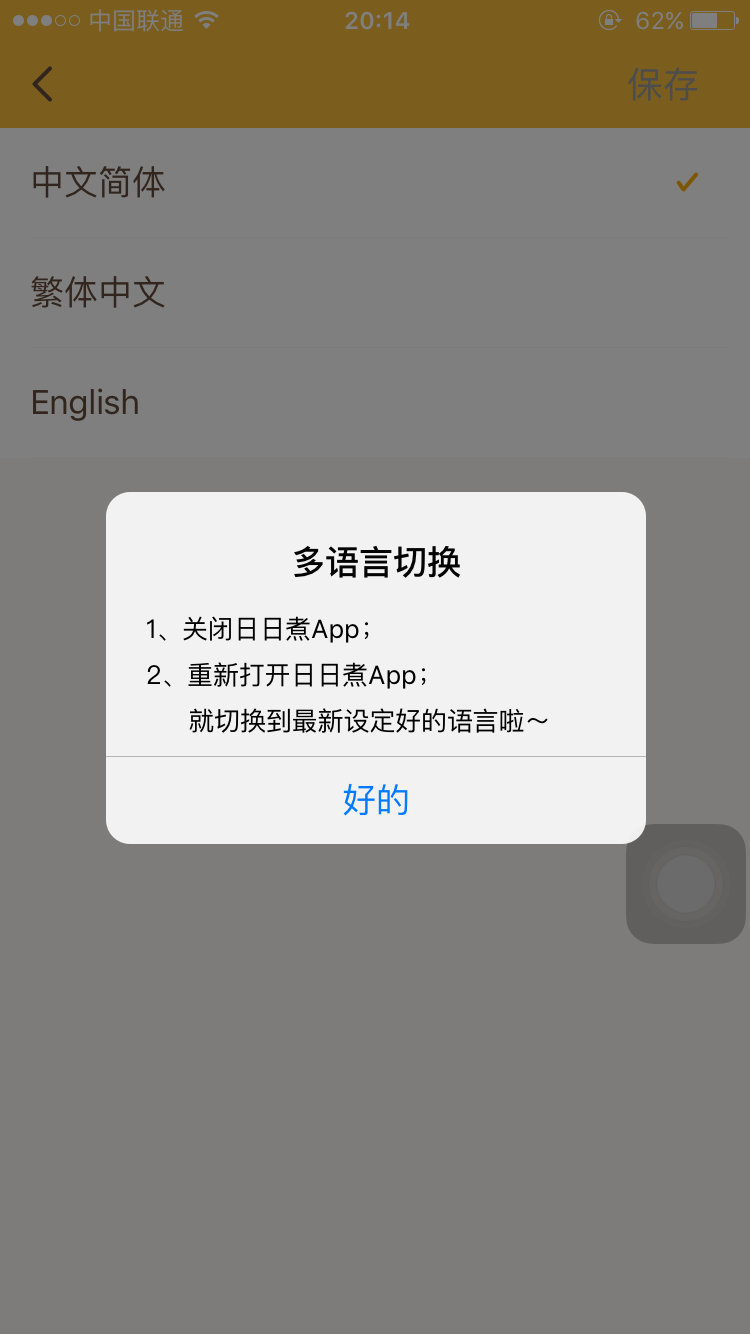 中国联通 20:14 62%
保存
中文简体
繁体中文
English
多语言切换
1、关闭日日煮App；
2、重新打开日日煮App；
就切换到最新设定好的语言啦～
好的